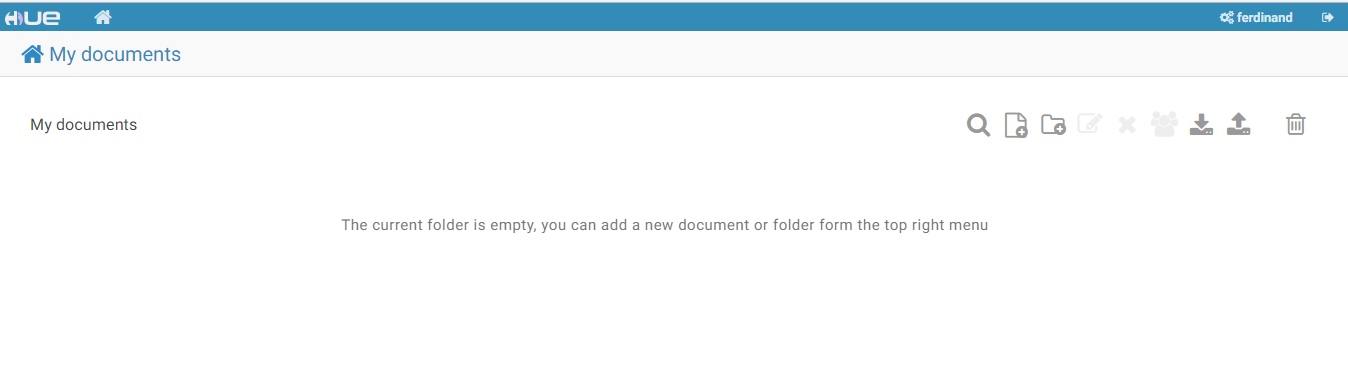 HUE
ferdinand
My documents
My documents
The current folder is empty, you can add a new document or folder form the top right menu